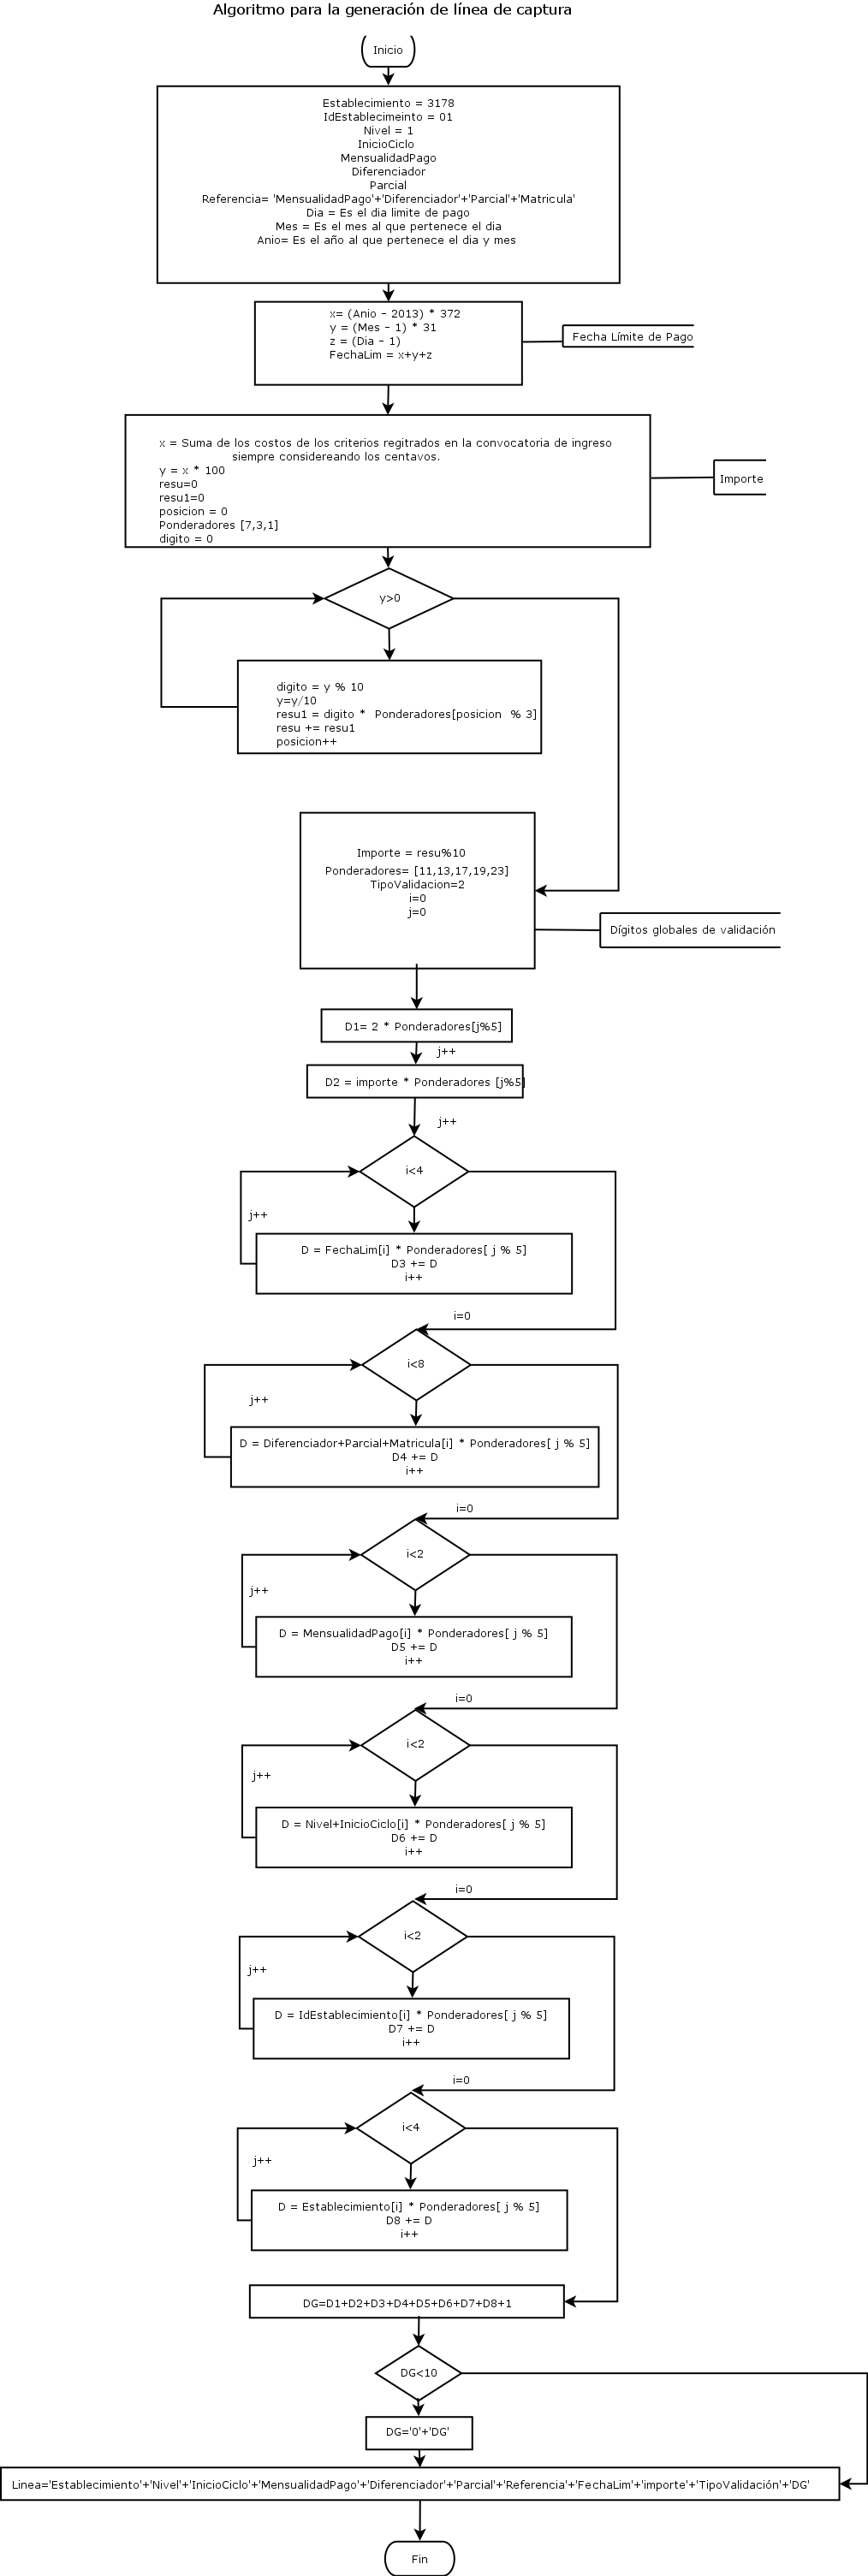 Algoritmo para la generación de línea de captura
Inicio
Establecimiento = 3178
IdEstablecimeinto = 01
Nivel = 1
InicioCiclo
MensualidadPago
Diferenciador
Parcial
Referencia= 'MensualidadPago'+'Diferenciador'+'Parcial'+'Matricula'
Dia = Es el dia limite de pago
Mes = Es el mes al que pertenece el dia
Anio= Es el año al que pertenece el dia y mes
x= (Anio - 2013) * 372
y = (Mes - 1) * 31
z = (Dia - 1)
FechaLim = x+y+z
Fecha Límite de Pago
x = Suma de los costos de los criterios regitrados en la convocatoria de ingreso
siempre considereando los centavos.
y = x * 100
resu=0
resu1=0
posicion = 0
Ponderadores [7,3,1]
digito = 0
Importe
y>0
digito = y % 10
y=y/10
resu1 = digito * Ponderadores[posicion % 3]
resu += resu1
posicion++
Importe = resu%10
Ponderadores= [11,13,17,19,23]
TipoValidacion=2
i=0
j=0
Dígitos globales de validación
D1= 2 * Ponderadores[j%5]
j++
D2 = importe * Ponderadores [j%5]
j++
i<4
j++
D = FechaLim[i] * Ponderadores[ j % 5]
D3 += D
i++
i=0
i<8
j++
D = Diferenciador+Parcial+Matricula[i] * Ponderadores[ j % 5]
D4 += D
i++
i=0
i<2
j++
D = MensualidadPago[i] * Ponderadores[ j % 5]
D5 += D
i++
i=0
i<2
j++
D = Nivel+InicioCiclo[i] * Ponderadores[ j % 5]
D6 += D
i++
i=0
i<2
j++
D = IdEstablecimiento[i] * Ponderadores[ j % 5]
D7 += D
i++
i=0
i<4
j++
D = Establecimiento[i] * Ponderadores[ j % 5]
D8 += D
i++
DG=D1+D2+D3+D4+D5+D6+D7+D8+1
DG<10
DG='0'+'DG'
Linea='Establecimiento'+'Nivel'+'InicioCiclo'+'MensualidadPago'+'Diferenciador'+'Parcial'+'Referencia'+'FechaLim'+'importe'+'TipoValidación'+'DG'
Fin